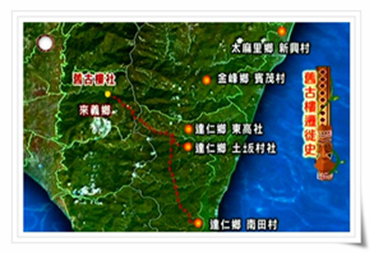 太麻里鄉 新興村
金峰鄉 賓茂村
舊古樓社
來義鄉
達仁鄉 東高社
達仁鄉 土坂村社
達仁鄉 南田村
舊古樓遷徙史